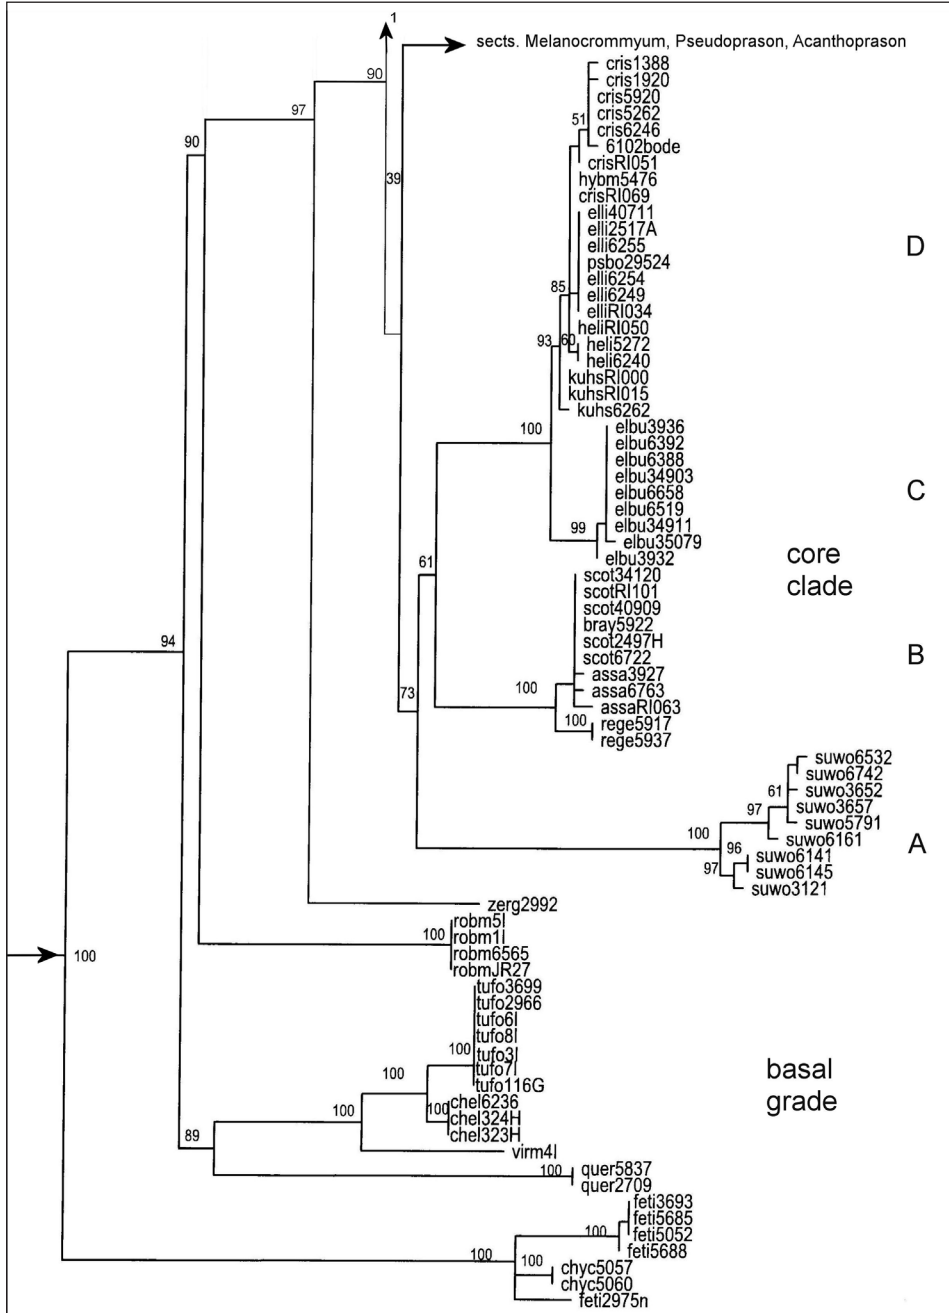 1
sects. Melanocrommyum, Pseudoprason, Acanthoprason
90
cris1388
cris1920
97
cris5920
cris5262
51
cris6246
90
6102bode
crisRI051
39
hybm5476
crisRI069
elli40711
elli2517A
elli6255
D
psbo29524
elli6254
85
elli6249
elliRI034
heliRI050
93
60
heli5272
heli6240
kuhsRI000
kuhsRI015
kuhs6262
100
elbu3936
elbu6392
elbu6388
elbu34903
elbu6658
C
elbu6519
99
elbu34911
elbu35079
elbu3932
core
clade
61
scot34120
scotRI101
scot40909
bray5922
94
scot2497H
B
scot6722
assa3927
100
assa6763
73
assaRI063
100
rege5917
rege5937
suwo6532
suwo6742
61
suwo3652
97
suwo3657
suwo5791
100
suwo6161
A
96
suwo6141
97
suwo6145
suwo3121
zerg2992
robm5I
100
robm1I
robm6565
100
robmJR27
tufo3699
tufo2966
tufo6I
tufo8I
100
tufo3I
tufo7I
100
tufo116G
basal
grade
chel6236
100
100
chel324H
chel323H
89
virm4I
100
quer5837
quer2709
feti3693
feti5685
100
feti5052
feti5688
100
100
chyc5057
chyc5060
feti2975n